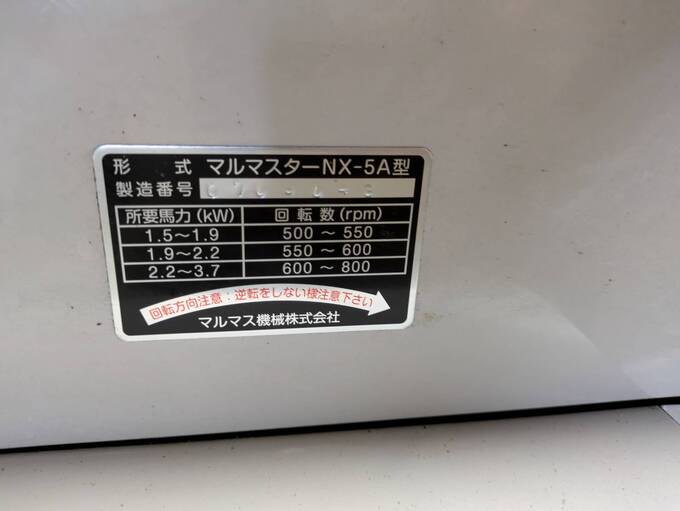 形 式 マルマスターNX-5A型
製造番号
所要馬力(kW) 回転数(rpm)
1.5～1.9 500～550
1.9～2.2 550～600
2.2～3.7 600～800
回転方向注意:逆転をしない様注意下さい
マルマス機械株式会社